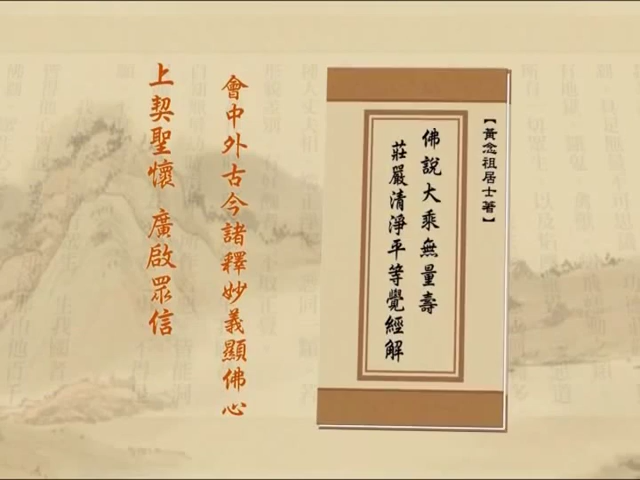 【黃念祖居士著】
佛說大乘無量壽
莊嚴清淨平等覺經解
會中外古今諸釋妙義顯佛心
上契聖懷 廣啟眾信